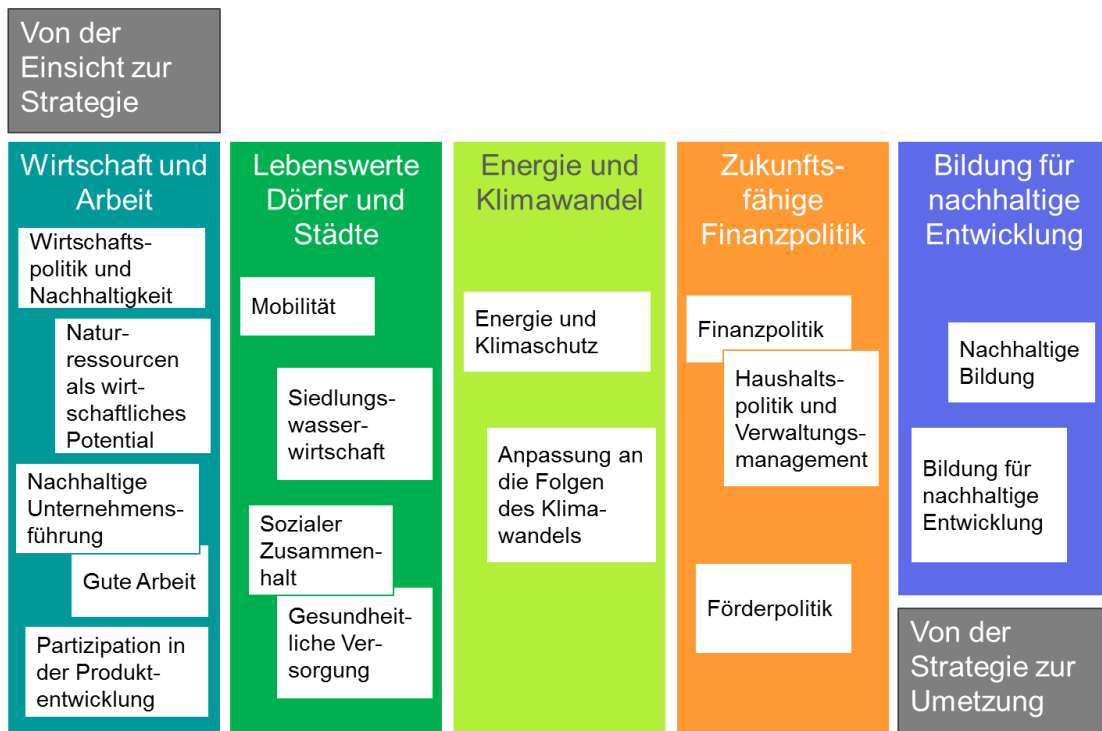 Von der
Einsicht zur
Strategie
Wirtschaft und
Arbeit
Wirtschafts-
politik und
Nachhaltigkeit
Natur-
ressourcen
als wirt-
schaftliches
Potential
Nachhaltige
Unternehmens-
führung
Gute Arbeit
Partizipation in
der Produkt-
entwicklung
Lebenswerte
Dörfer und
Städte
Mobilität
Siedlungs-
wasser-
wirtschaft
Sozialer
Zusammen-
halt
Gesundheit-
liche Ver-
sorgung
Energie und
Klimawandel
Energie und
Klimaschutz
Anpassung an
die Folgen
des Klima-
wandels
Zukunfts-
fähige
Finanzpolitik
Finanzpolitik
Haushalts-
politik und
Verwaltungs-
management
Förderpolitik
Bildung für
nachhaltige
Entwicklung
Nachhaltige
Bildung
Bildung für
nachhaltige
Entwicklung
Von der
Strategie zur
Umetzung